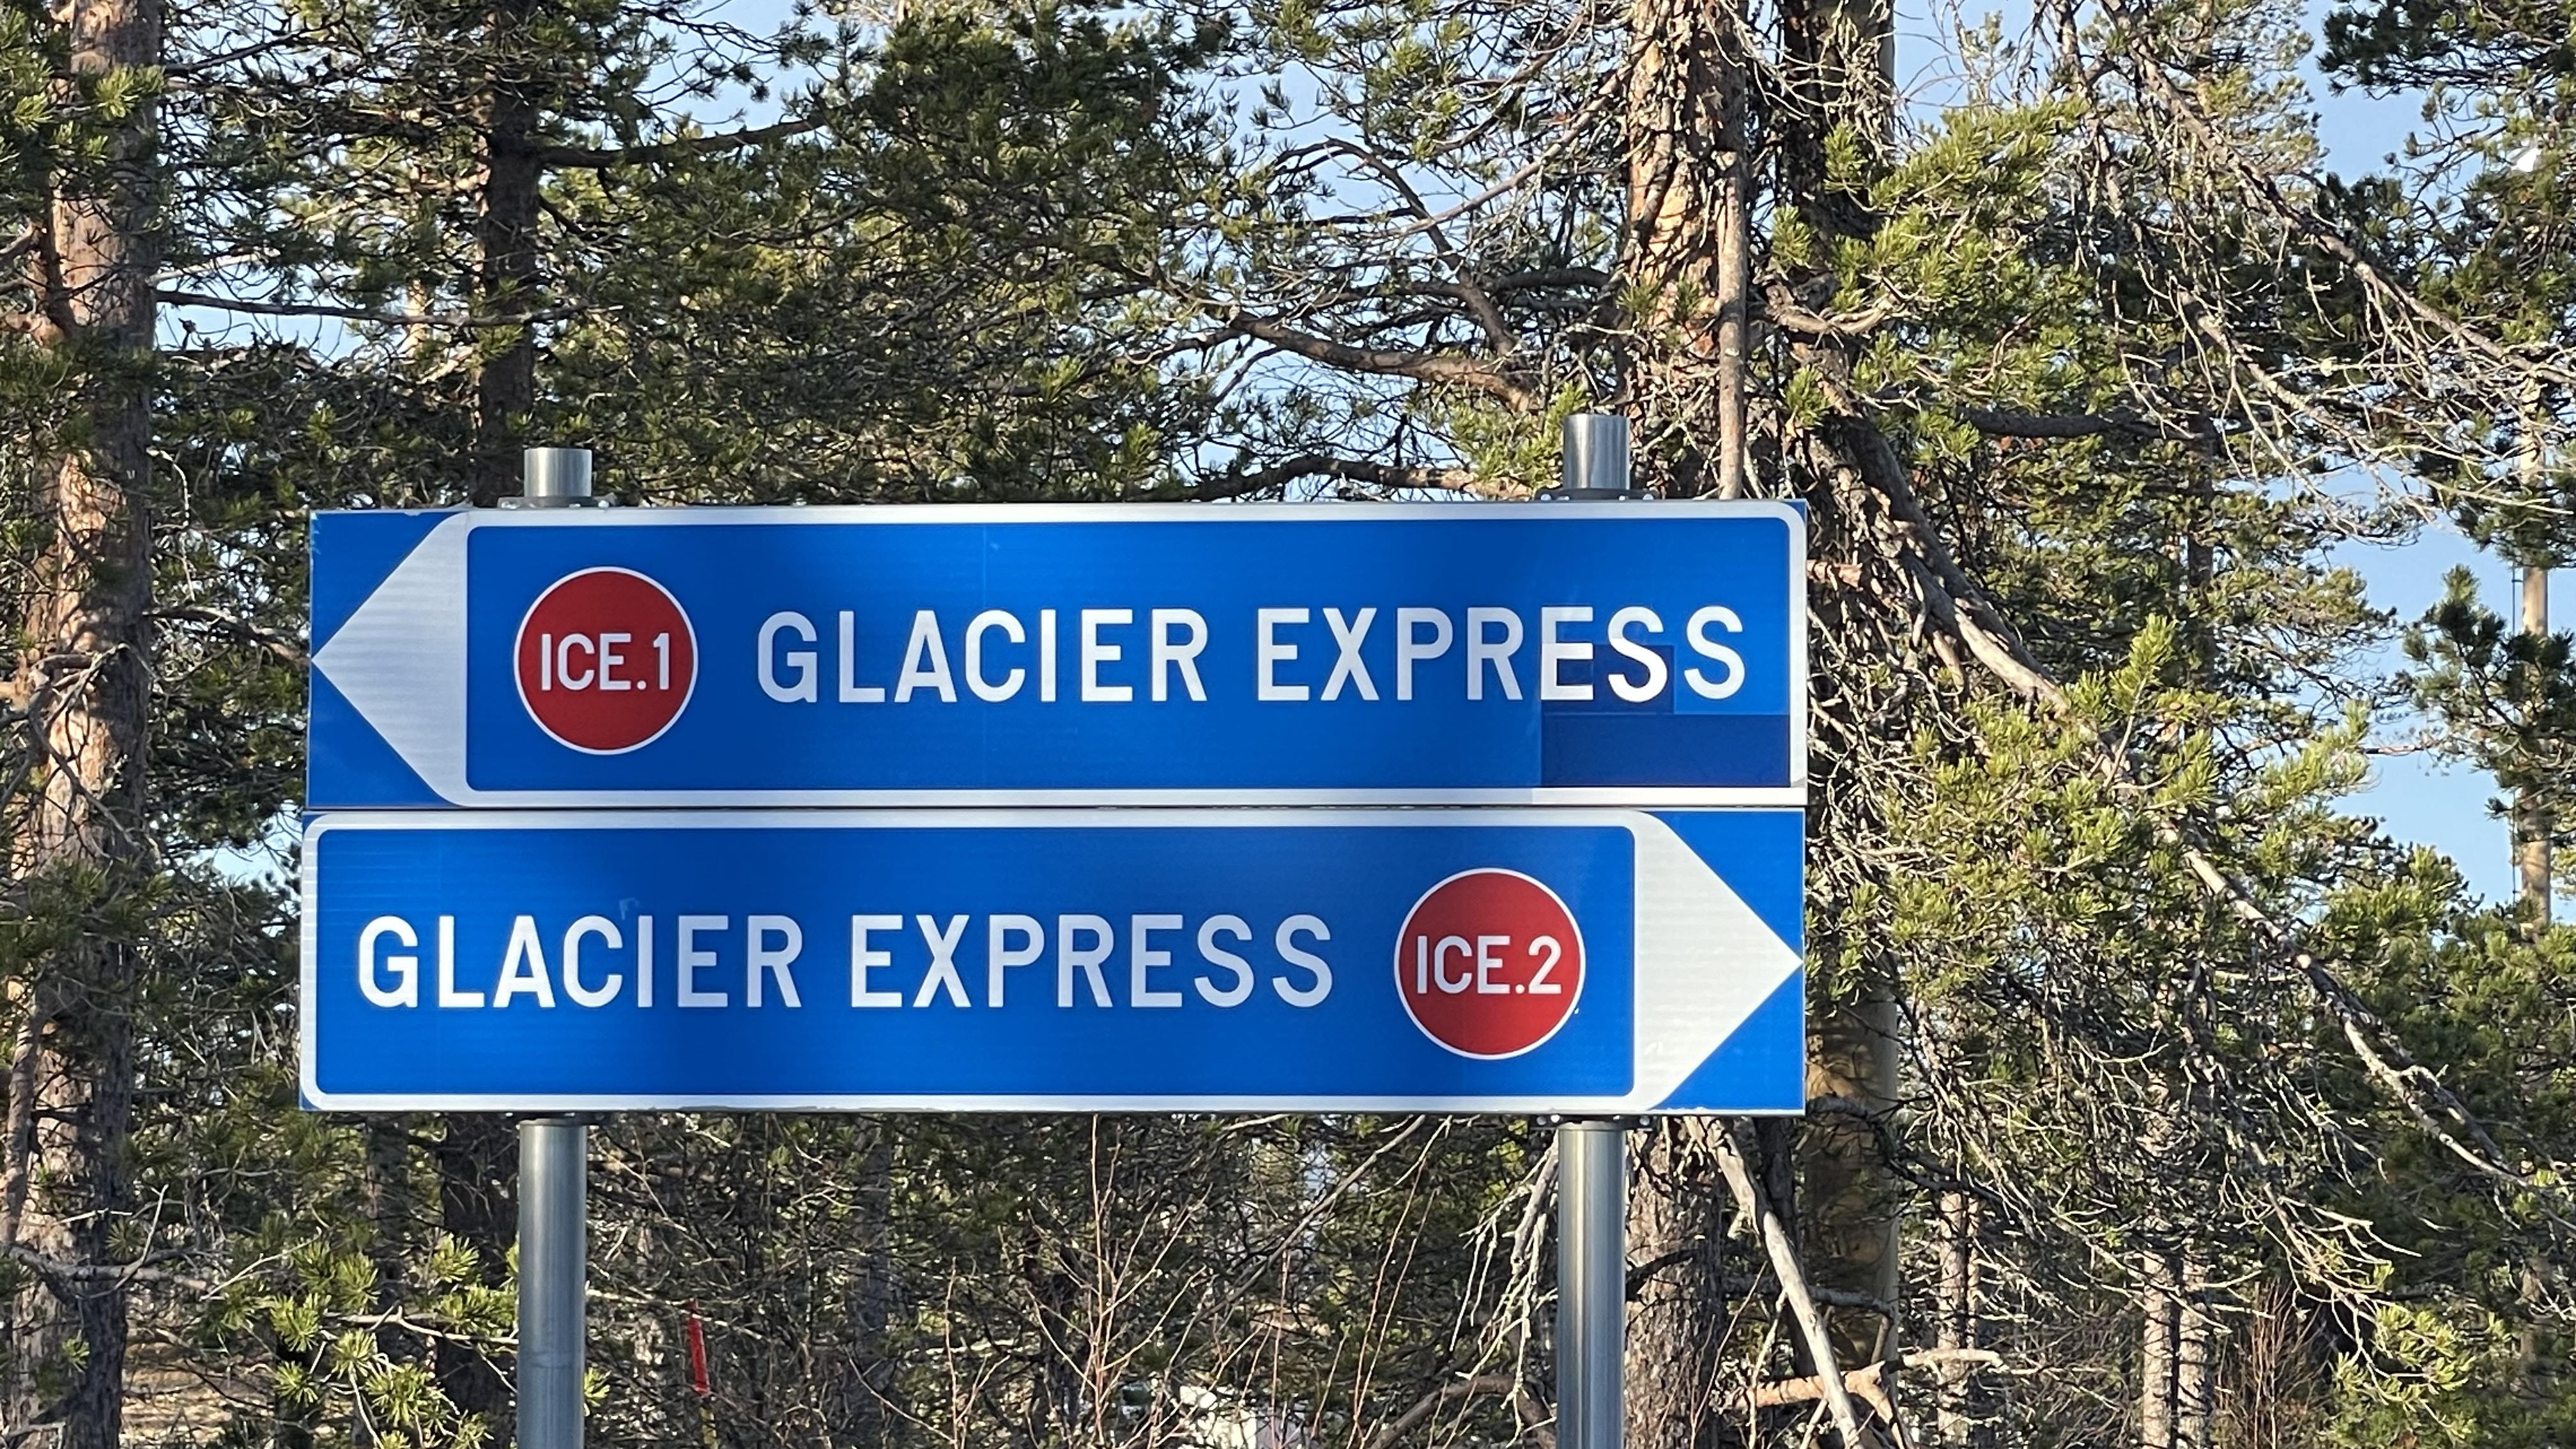 ICE.1 GLACIER EXPRESS
GLACIER EXPRESS ICE.2